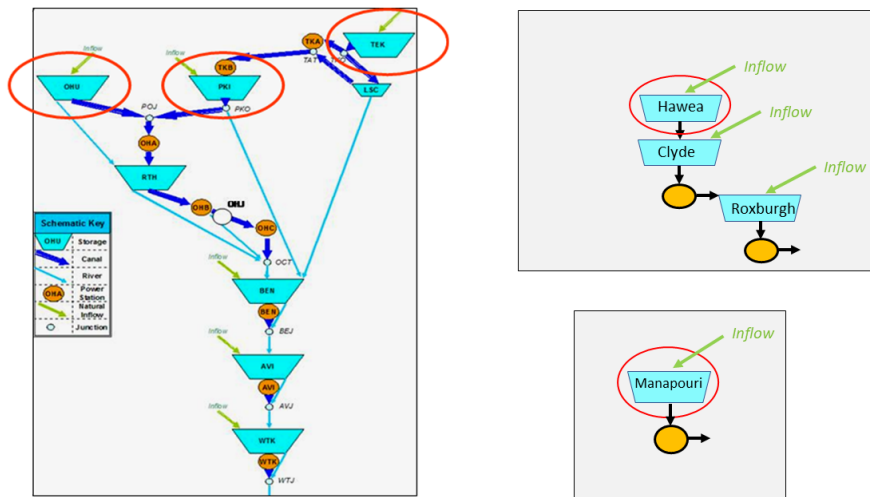 Inflow
TEK
TKA
TKB
TAT
TKO
Inflow
OHU
Inflow
PKI
LSC
POJ
PKO
OHA
RTH
OHB
OHJ
OHC
OCT
Schematic Key
OHU Storage
Canal
River
OHA Power Station
Natural Inflow
Junction
Inflow
BEN
BEN
BEJ
Inflow
AVI
AVI
AVJ
Inflow
WTK
WTK
WTJ
Inflow
Hawea
Inflow
Clyde
Inflow
Roxburgh
Inflow
Manapouri